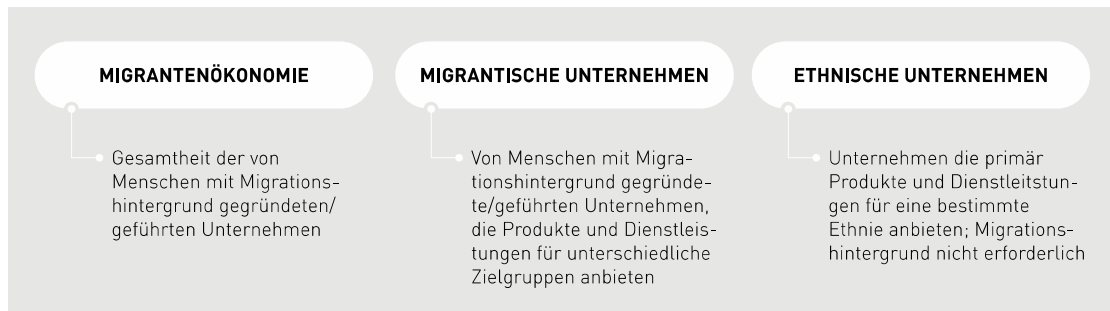 MIGRANTENÖKONOMIE
Gesamtheit der von
Menschen mit Migrations-
hintergrund gegründeten/
geführten Unternehmen
MIGRANTISCHE UNTERNEHMEN
Von Menschen mit Migra-
tionshintergrund gegründe-
te/geführten Unternehmen,
die Produkte und Dienstleis-
tungen für unterschiedliche
Zielgruppen anbieten
ETHNISCHE UNTERNEHMEN
Unternehmen die primär
Produkte und Dienstleitstun-
gen für eine bestimmte
Ethnie anbieten; Migrations-
hintergrund nicht erforderlich